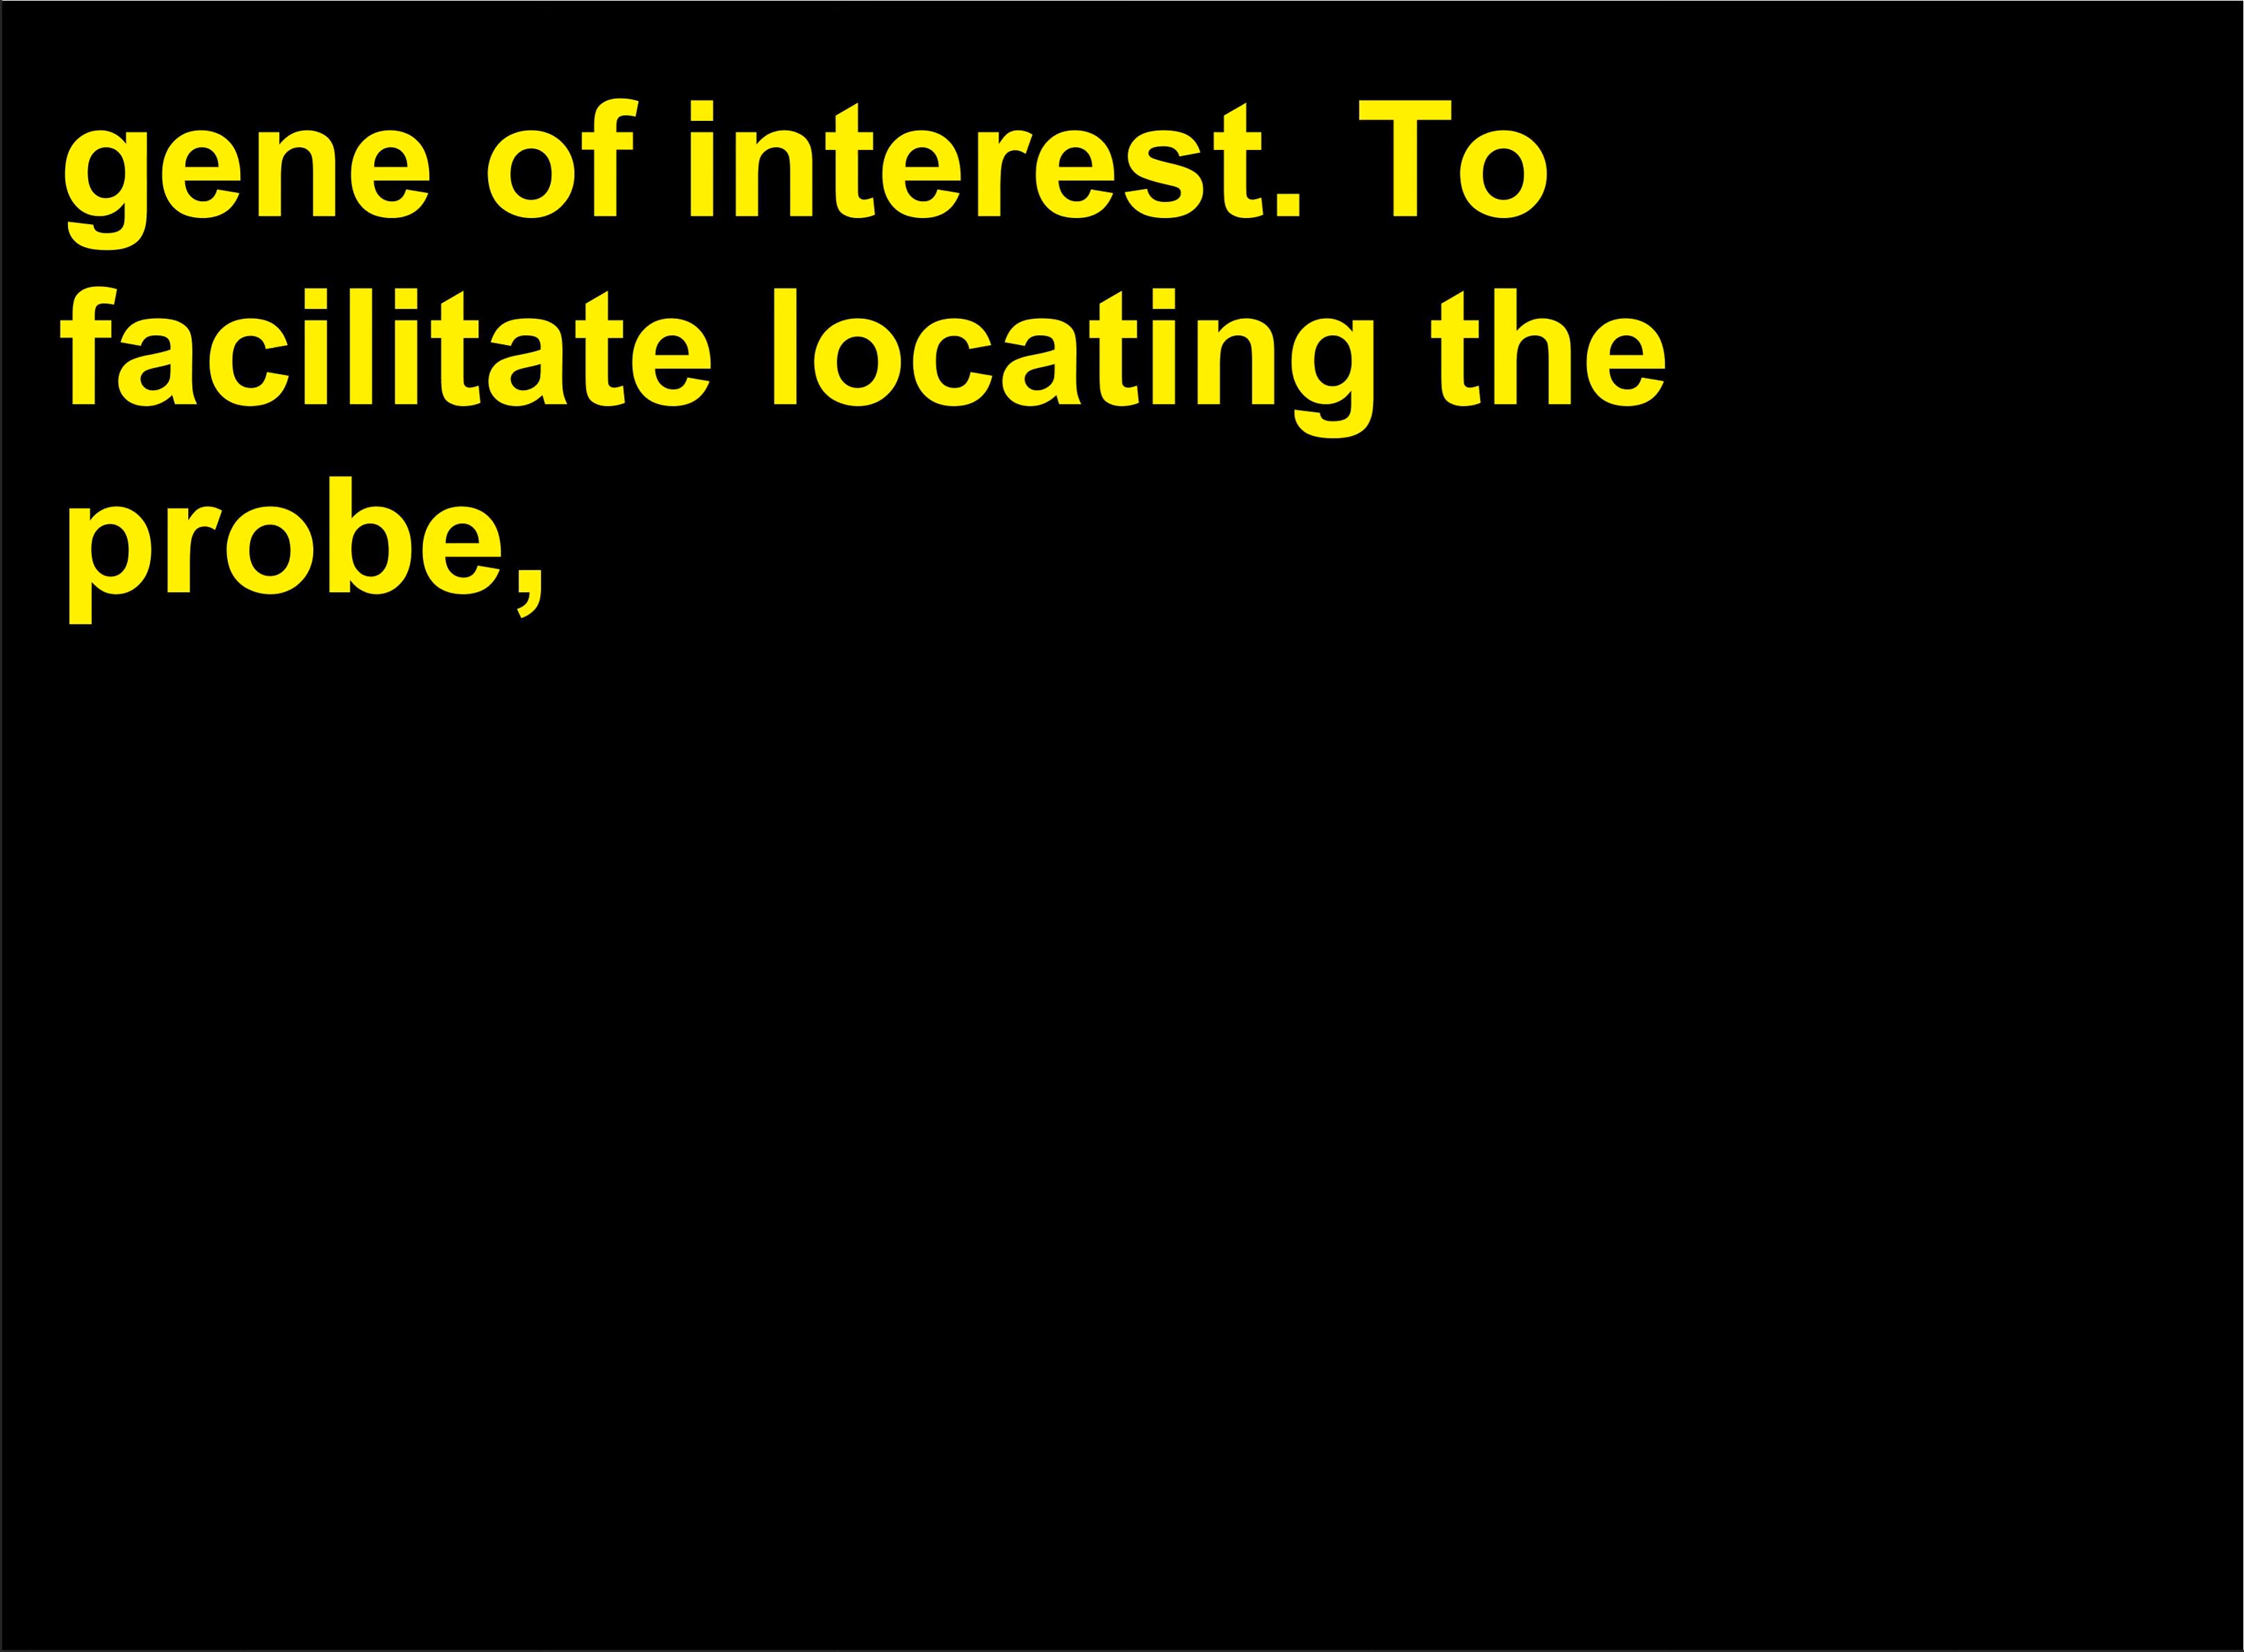 gene of interest. To
facilitate locating the
probe,